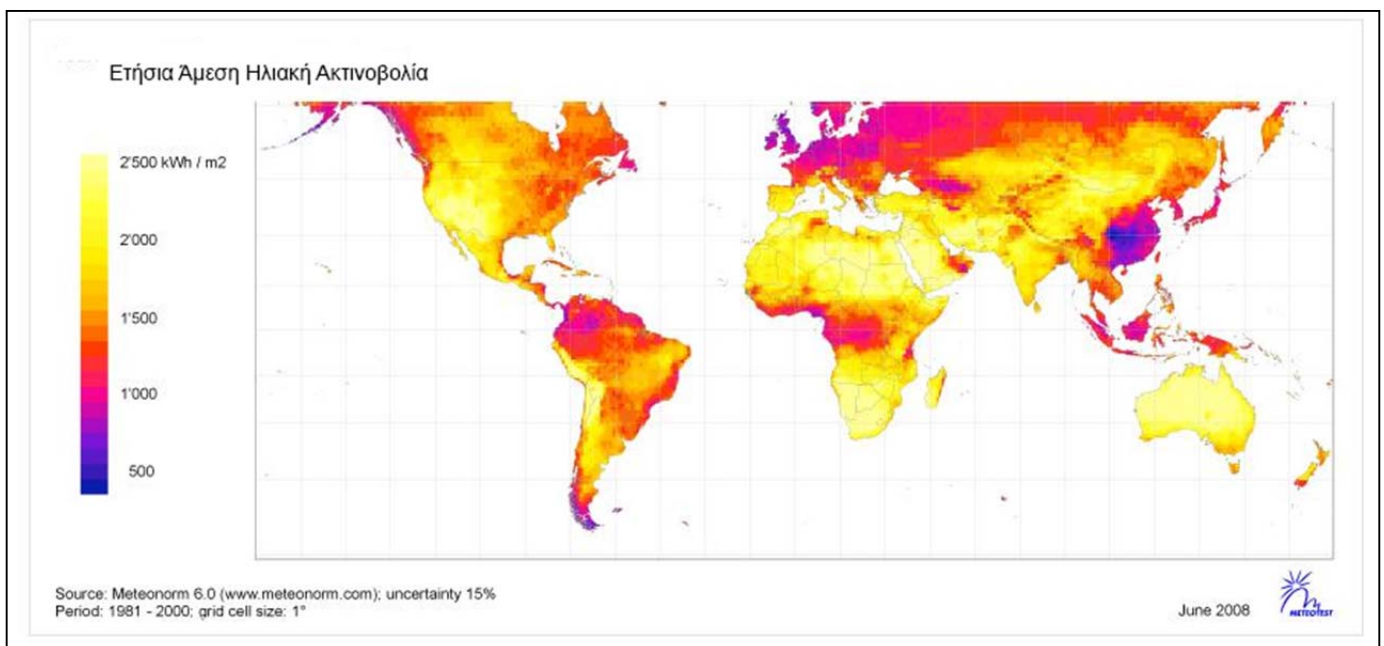 Ετήσια Άμεση Ηλιακή Ακτινοβολία
2'500 kWh / m2
2'000
1'500
1'000
500
Source: Meteonorm 6.0 (www.meteonorm.com); uncertainty 15%
Period: 1981 - 2000; grid cell size: 1°
June 2008
METEOTEST